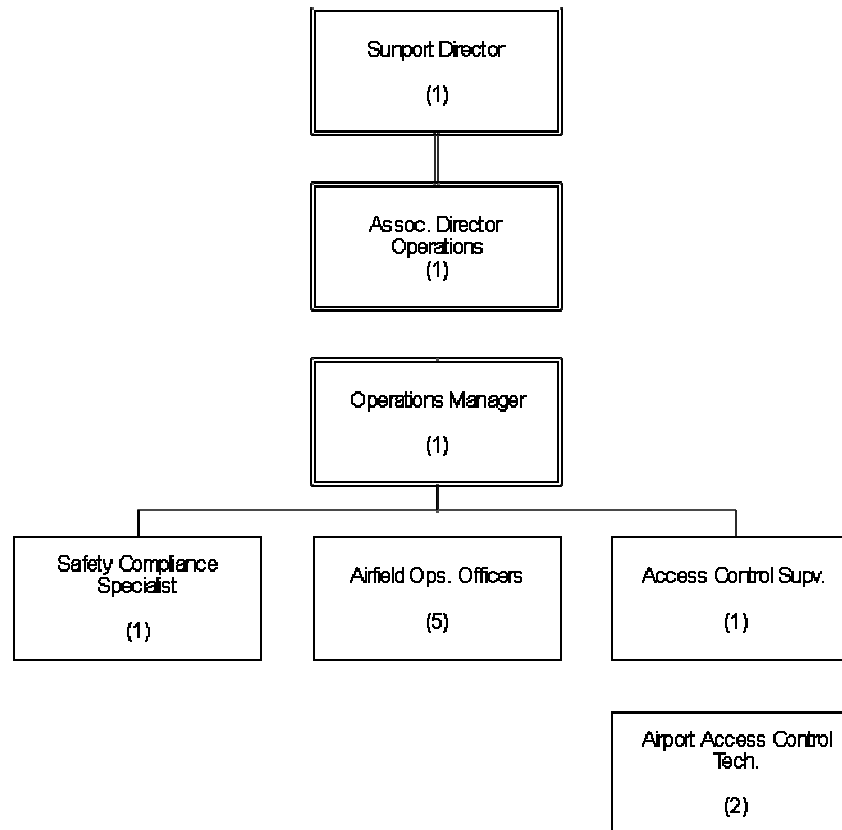 Sunport Director
(1)
Assoc. Director
Operations
(1)
Operations Manager
(1)
Safety Compliance
Specialist
(1)
Airfield Ops. Officers
(5)
Access Control Supv.
(1)
Airport Access Control
Tech.
(2)